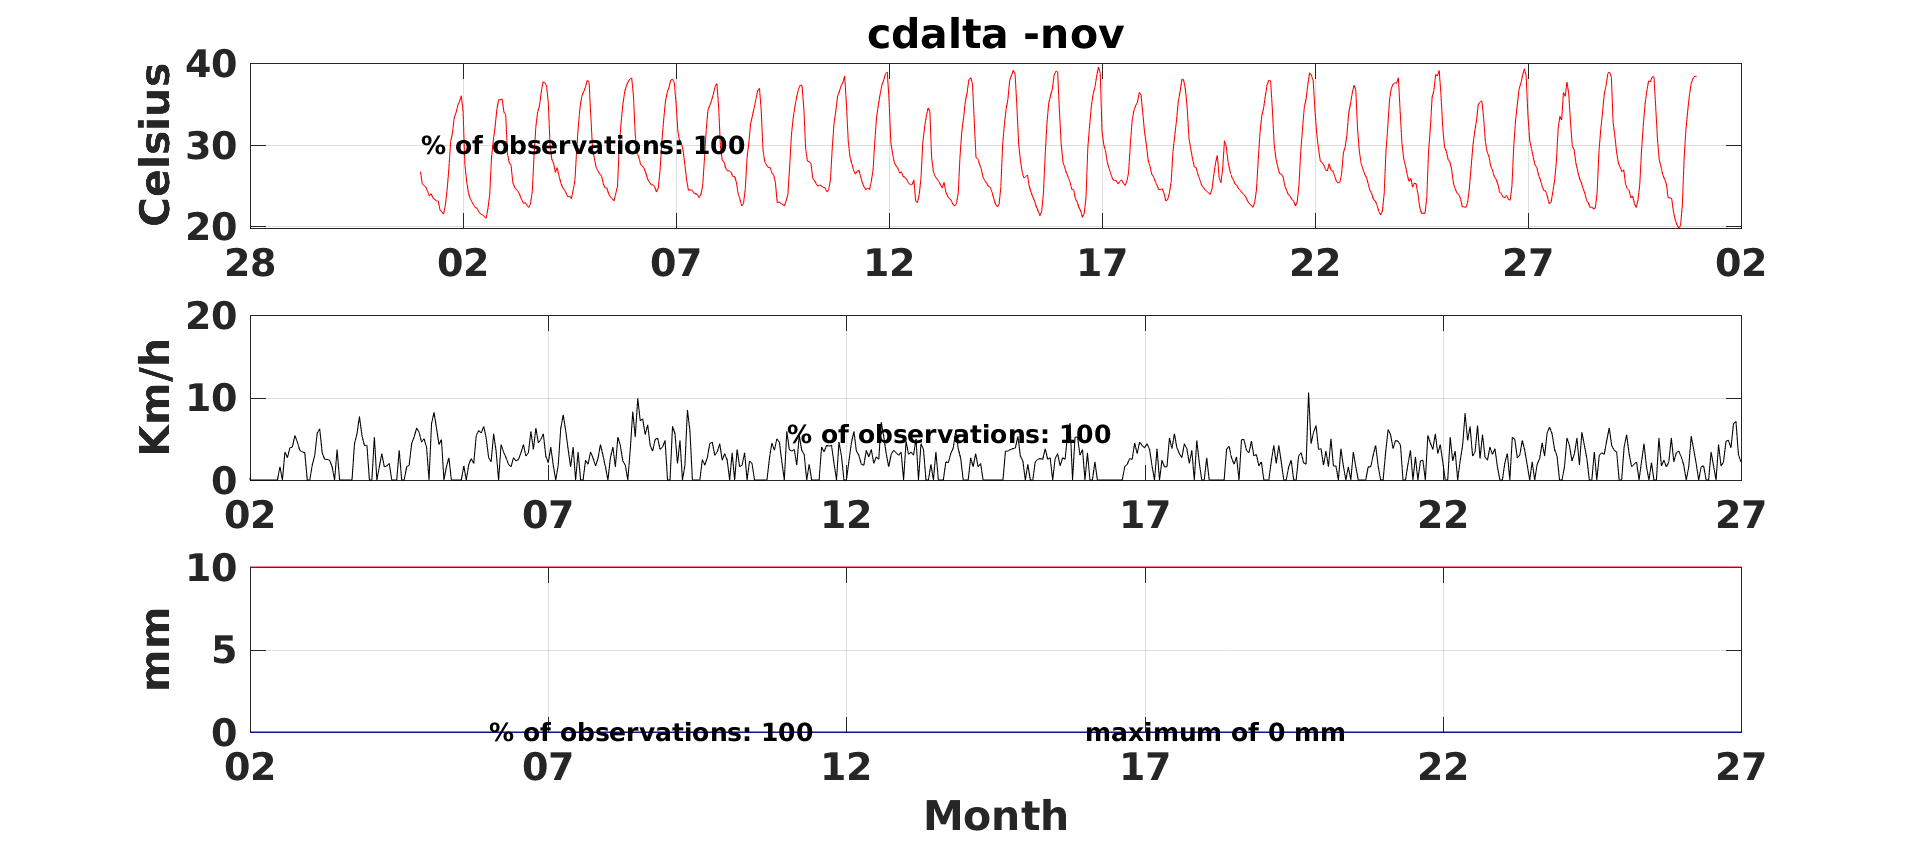 cdalta -nov
Celsius
40
30
20
% of observations: 100
28 02 07 12 17 22 27 02
Km/h
20
10
0
% of observations: 100
02 07 12 17 22 27
mm
10
5
0
% of observations: 100 maximum of 0 mm
02 07 12 17 22 27
Month